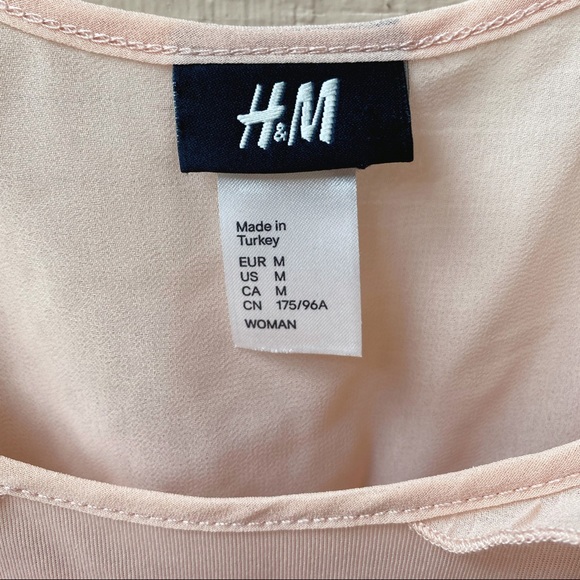 H&M
Made in
Turkey
EUR M
US M
CA M
CN 175/96A
WOMAN